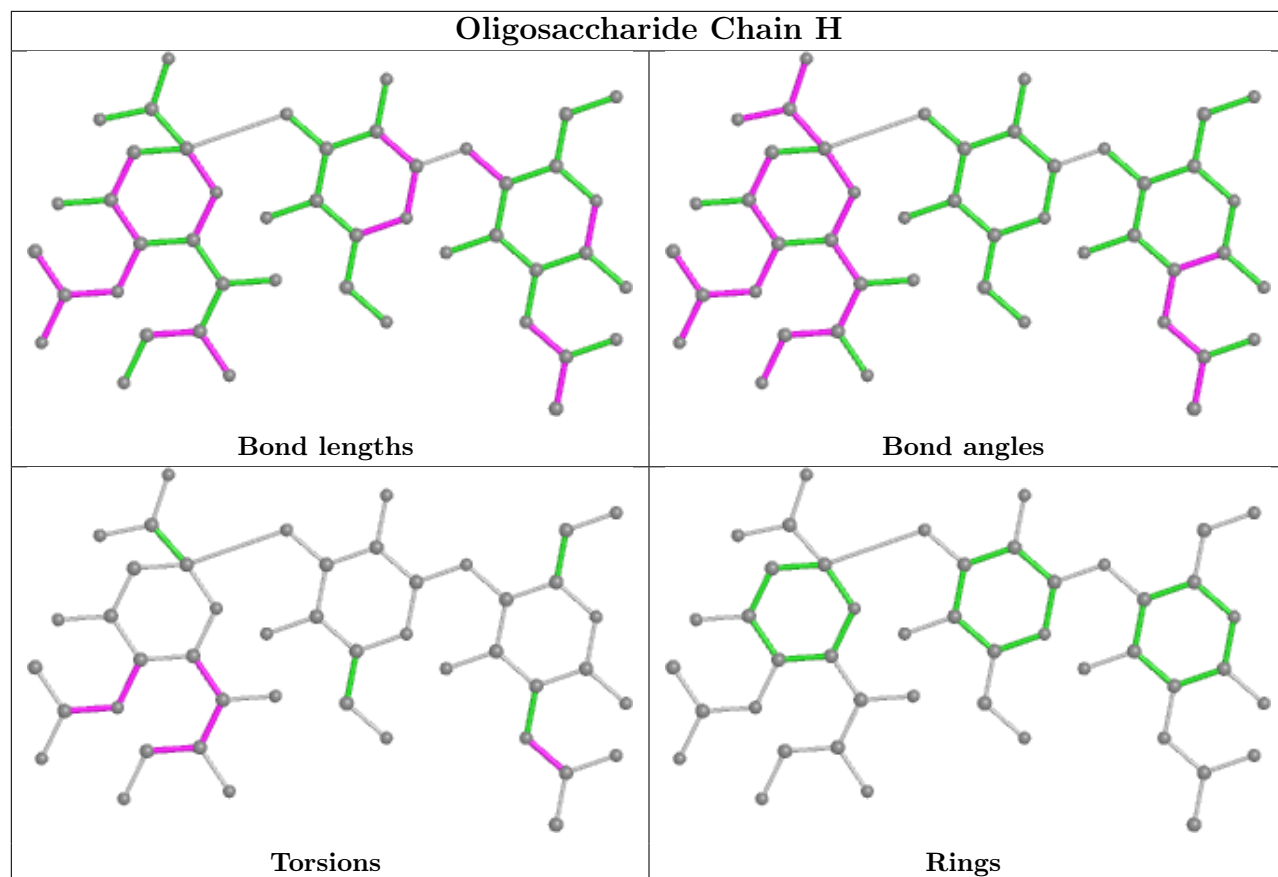 Oligosaccharide Chain H
Bond lengths
Bond angles
Torsions
Rings